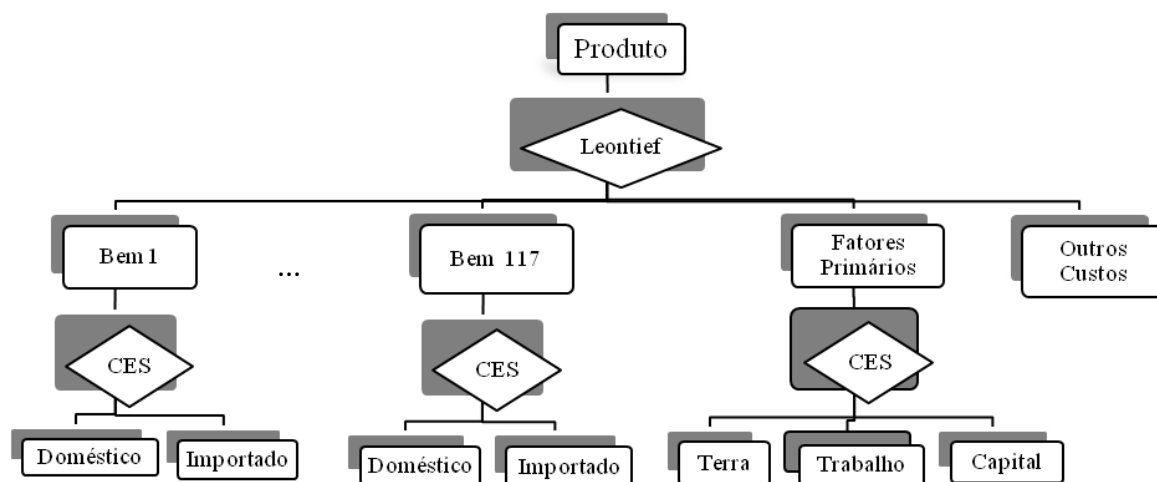 Produto
Leontief
Bem 1
...
Bem 117
Fatores
Primários
Outros
Custos
CES
CES
CES
Doméstico
Importado
Doméstico
Importado
Terra
Trabalho
Capital